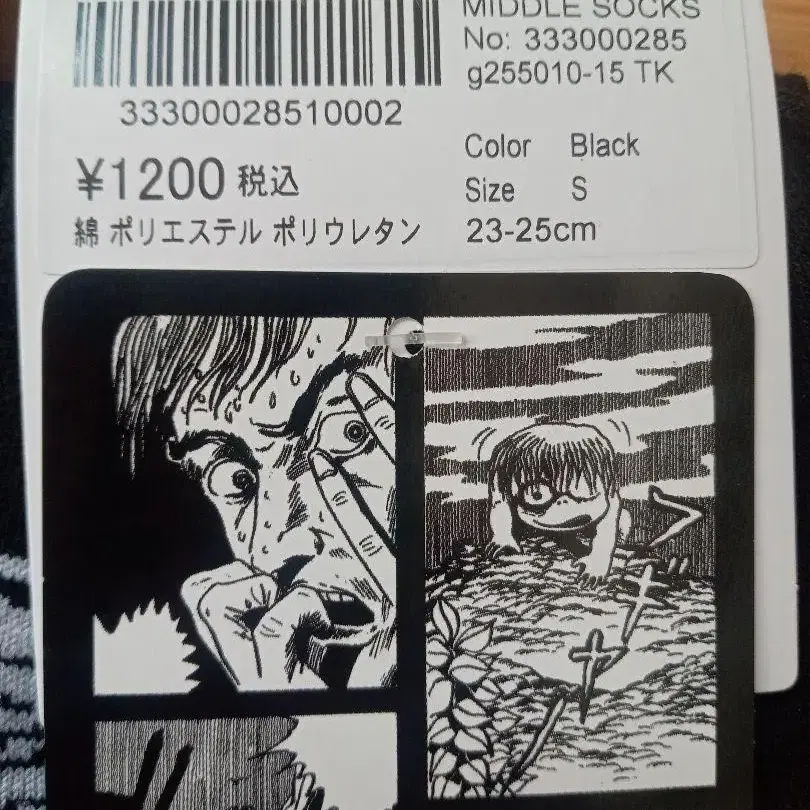 MIDDLE SOCKS
No: 333000285
g255010-15 TK
33300028510002
Color Black
¥1200 税込
Size S
綿 ポリエステル ポリウレタン
23-25cm